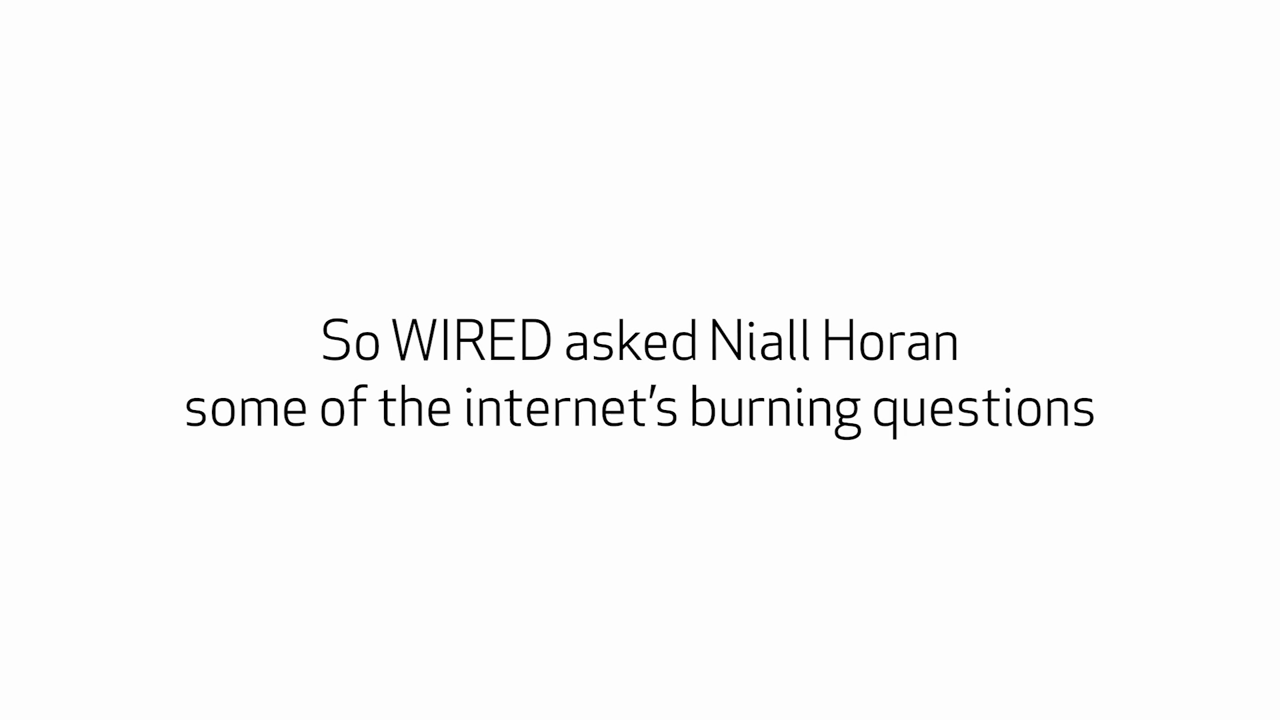 So WIRED asked Niall Horan
some of the internet’s burning questions